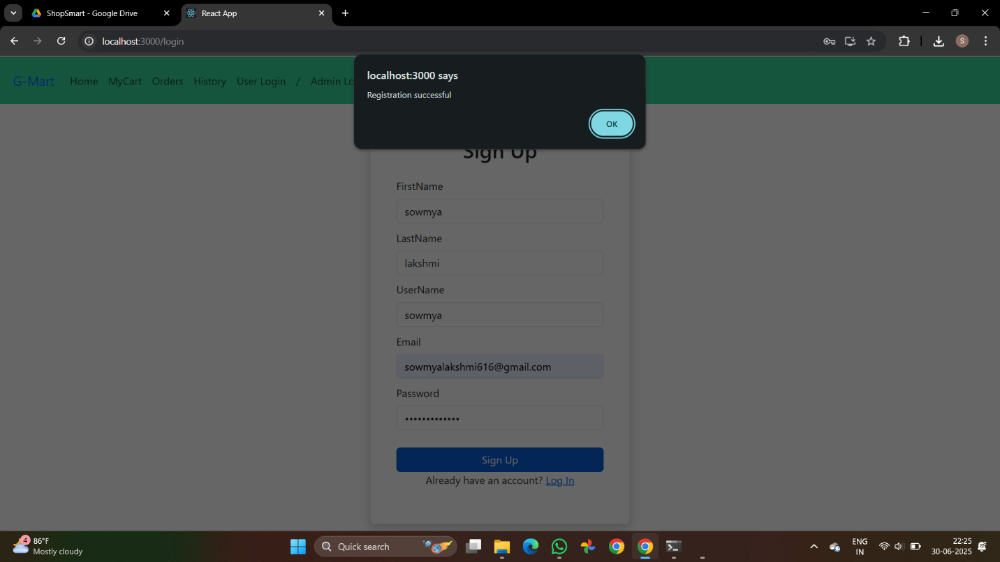 ShopSmart - Google Drive
React App
localhost:3000/login
S
G-Mart Home MyCart Orders History User Login / Admin Lo
localhost:3000 says
Registration successful
OK
Sign Up
FirstName
sowmya
LastName
lakshmi
UserName
sowmya
Email
sowmyalakshmi616@gmail.com
Password
Sign Up
Already have an account? Log In
4
86°F
Mostly cloudy
Quick search
ENG
IN
22:25
30-06-2025